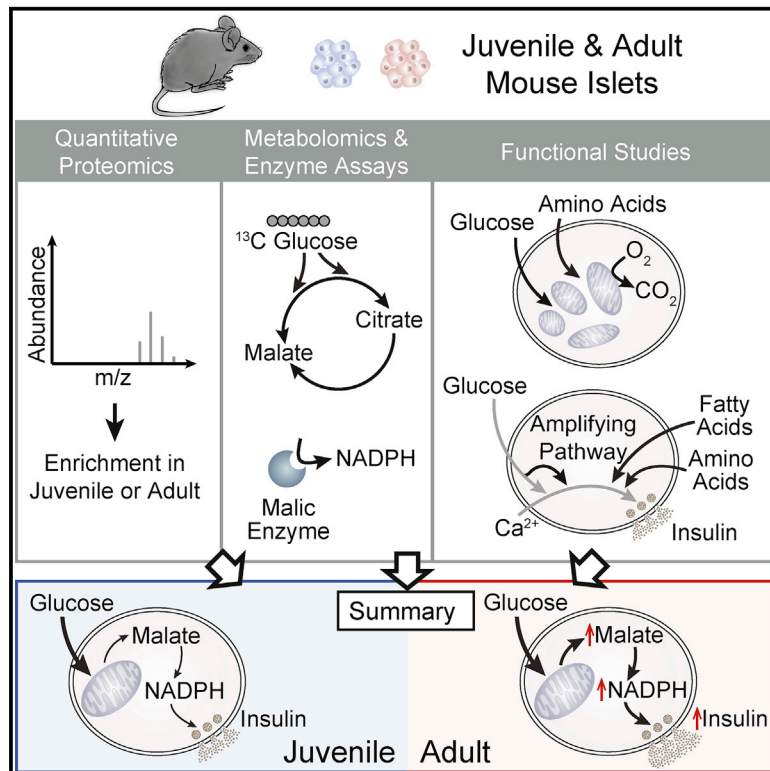 Juvenile & Adult
Mouse Islets
Quantitative
Proteomics
Abundance
m/z
Enrichment in
Juvenile or Adult
Metabolomics &
Enzyme Assays
¹³C Glucose
Citrate
Malate
NADPH
Malic
Enzyme
Functional Studies
Amino Acids
Glucose
O₂
CO₂
Glucose
Fatty
Acids
Amplifying
Pathway
Amino
Acids
Ca²⁺
Insulin
Summary
Glucose
Malate
NADPH
Insulin
Juvenile
Glucose
↑Malate
↑NADPH
↑Insulin
Adult